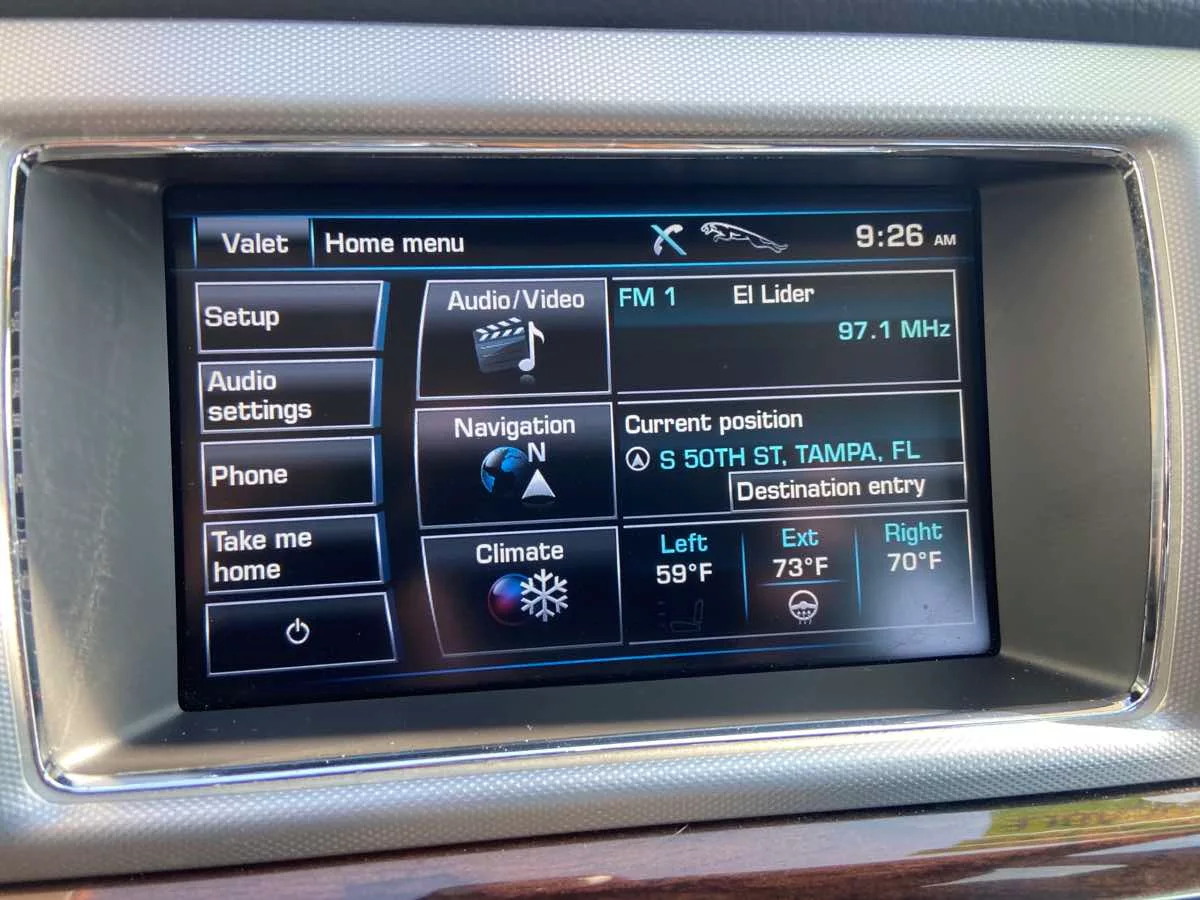 Valet
Home menu
9:26 AM
Setup
Audio
settings
Phone
Take me
home
Audio/Video
FM 1 El Lider
97.1 MHz
Navigation
N
Current position
S 50TH ST, TAMPA, FL
Destination entry
Climate
Left
59°F
Ext
73°F
Right
70°F